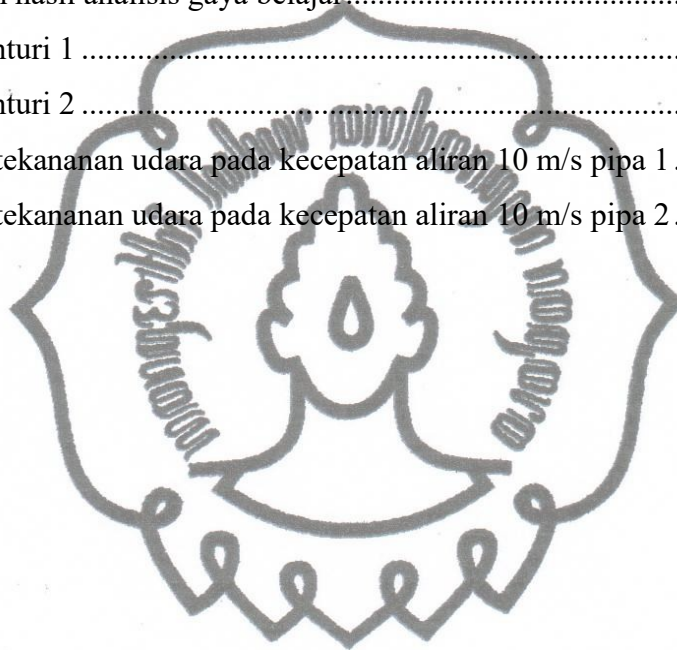 hasil analisis gaya belajar
nturi 1
nturi 2
tekananan udara pada kecepatan aliran 10 m/s pipa 1
tekananan udara pada kecepatan aliran 10 m/s pipa 2